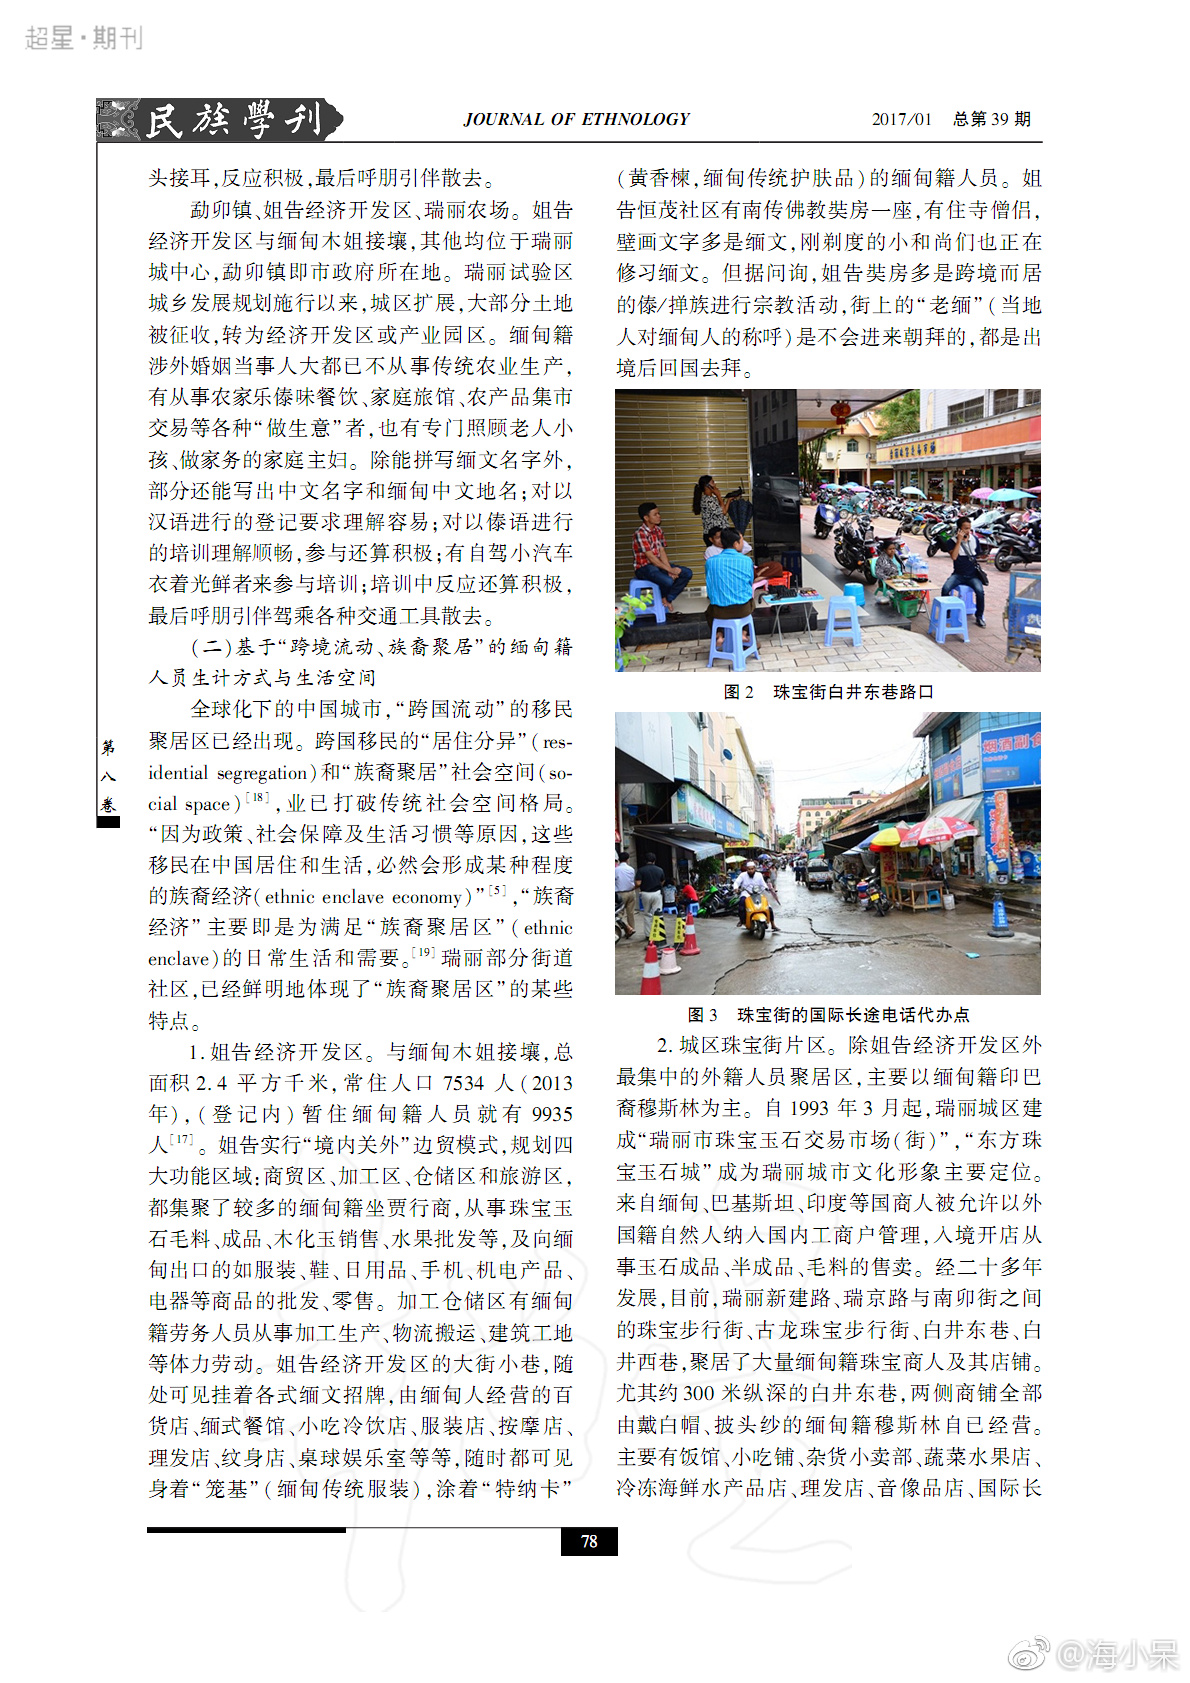 超星·期刊
民族學刊
JOURNAL OF ETHNOLOGY
2017/01 总第39期
头接耳,反应积极,最后呼朋引伴散去。
勐卯镇、姐告经济开发区、瑞丽农场。姐告
经济开发区与缅甸木姐接壤,其他均位于瑞丽
城中心,勐卯镇即市政府所在地。瑞丽试验区
城乡发展规划施行以来,城区扩展,大部分土地
被征收,转为经济开发区或产业园区。缅甸籍
涉外婚姻当事人大都已不从事传统农业生产,
有从事农家乐傣味餐饮、家庭旅馆、农产品集市
交易等各种“做生意”者,也有专门照顾老人小
孩、做家务的家庭主妇。除能拼写缅文名字外,
部分还能写出中文名字和缅甸中文地名;对以
汉语进行的登记要求理解容易;对以傣语进行
的培训理解顺畅,参与还算积极;有自驾小汽车
衣着光鲜者来参与培训;培训中反应还算积极,
最后呼朋引伴驾乘各种交通工具散去。
(二)基于“跨境流动、族裔聚居”的缅甸籍
人员生计方式与生活空间
全球化下的中国城市,“跨国流动”的移民
聚居区已经出现。跨国移民的“居住分异”(res-
idential segregation)和“族裔聚居”社会空间(so-
cial space)[18],业已打破传统社会空间格局。
“因为政策、社会保障及生活习惯等原因,这些
移民在中国居住和生活,必然会形成某种程度
的族裔经济(ethnic enclave economy)”[5],“族裔
经济”主要即是为满足“族裔聚居区”(ethnic
enclave)的日常生活和需要。[19]瑞丽部分街道
社区,已经鲜明地体现了“族裔聚居区”的某些
特点。
1.姐告经济开发区。与缅甸木姐接壤,总
面积2.4平方千米,常住人口7534人(2013
年),(登记内)暂住缅甸籍人员就有9935
人[17]。姐告实行“境内关外”边贸模式,规划四
大功能区域:商贸区、加工区、仓储区和旅游区,
都集聚了较多的缅甸籍坐贾行商,从事珠宝玉
石毛料、成品、木化玉销售、水果批发等,及向缅
甸出口的如服装、鞋、日用品、手机、机电产品、
电器等商品的批发、零售。加工仓储区有缅甸
籍劳务人员从事加工生产、物流搬运、建筑工地
等体力劳动。姐告经济开发区的大街小巷,随
处可见挂着各式缅文招牌,由缅甸人经营的百
货店、缅式餐馆、小吃冷饮店、服装店、按摩店、
理发店、纹身店、桌球娱乐室等等,随时都可见
身着“笼基”(缅甸传统服装),涂着“特纳卡”
第八卷
(黄香楝,缅甸传统护肤品)的缅甸籍人员。姐
告恒茂社区有南传佛教奘房一座,有住寺僧侣,
壁画文字多是缅文,刚剃度的小和尚们也正在
修习缅文。但据问询,姐告奘房多是跨境而居
的傣/掸族进行宗教活动,街上的“老缅”(当地
人对缅甸人的称呼)是不会进来朝拜的,都是出
境后回国去拜。
图2 珠宝街白井东巷路口
烟酒副食
图3 珠宝街的国际长途电话代办点
2.城区珠宝街片区。除姐告经济开发区外
最集中的外籍人员聚居区,主要以缅甸籍印巴
裔穆斯林为主。自1993年3月起,瑞丽城区建
成“瑞丽市珠宝玉石交易市场(街)”,“东方珠
宝玉石城”成为瑞丽城市文化形象主要定位。
来自缅甸、巴基斯坦、印度等国商人被允许以外
国籍自然人纳入国内工商户管理,入境开店从
事玉石成品、半成品、毛料的售卖。经二十多年
发展,目前,瑞丽新建路、瑞京路与南卯街之间
的珠宝步行街、古龙珠宝步行街、白井东巷、白
井西巷,聚居了大量缅甸籍珠宝商人及其店铺。
尤其约300米纵深的白井东巷,两侧商铺全部
由戴白帽、披头纱的缅甸籍穆斯林自已经营。
主要有饭馆、小吃铺、杂货小卖部、蔬菜水果店、
冷冻海鲜水产品店、理发店、音像品店、国际长
78
@海小呆